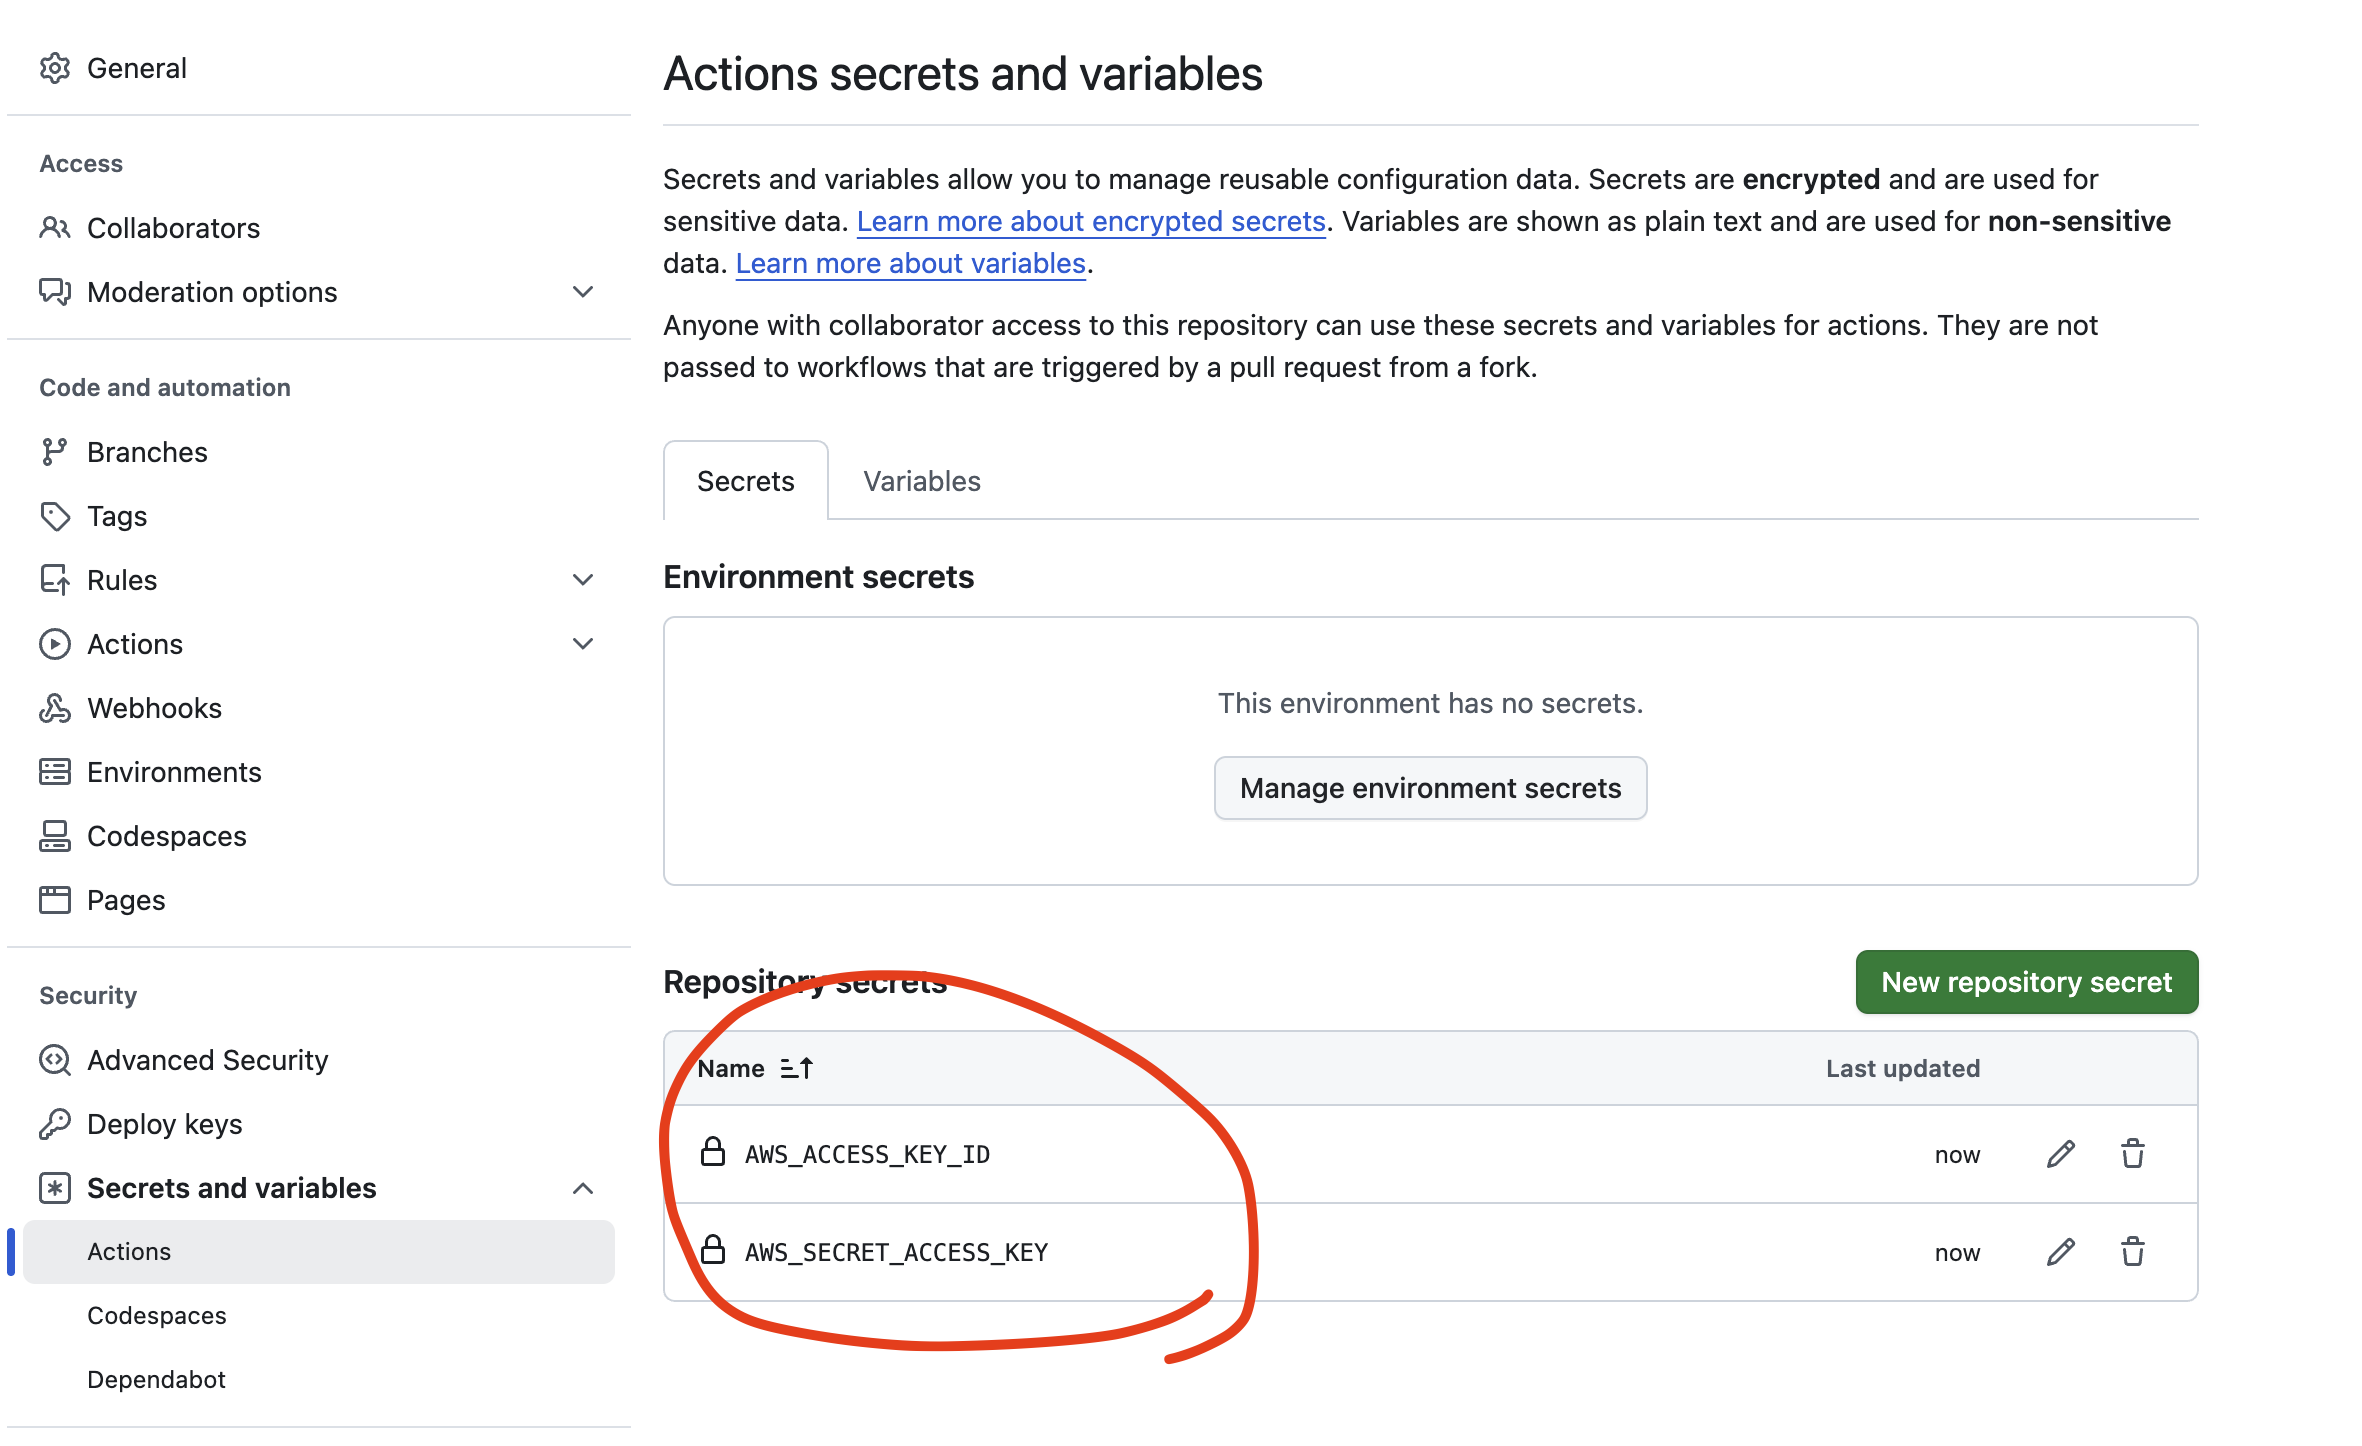 General
Access
Collaborators
Moderation options
Code and automation
Branches
Tags
Rules
Actions
Webhooks
Environments
Codespaces
Pages
Security
Advanced Security
Deploy keys
Secrets and variables
Actions
Codespaces
Dependabot
Actions secrets and variables
Secrets and variables allow you to manage reusable configuration data. Secrets are encrypted and are used for
sensitive data. Learn more about encrypted secrets. Variables are shown as plain text and are used for non-sensitive
data. Learn more about variables.
Anyone with collaborator access to this repository can use these secrets and variables for actions. They are not
passed to workflows that are triggered by a pull request from a fork.
Secrets Variables
Environment secrets
This environment has no secrets.
Manage environment secrets
Repository secrets New repository secret
Name Last updated
AWS_ACCESS_KEY_ID now
AWS_SECRET_ACCESS_KEY now